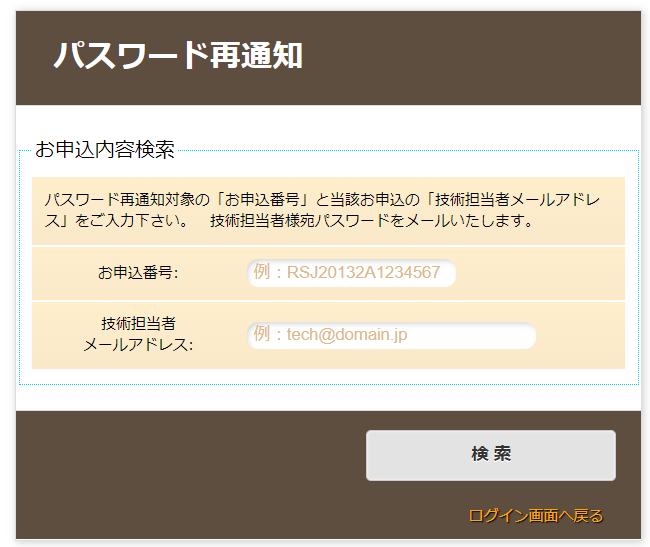 パスワード再通知
お申込内容検索
パスワード再通知対象の「お申込番号」と当該お申込の「技術担当者メールアドレ
ス」をご入力下さい。　技術担当者様宛パスワードをメールいたします。
お申込番号:
例：RSJ20132A1234567
技術担当者
メールアドレス:
例：tech@domain.jp
検 索
ログイン画面へ戻る